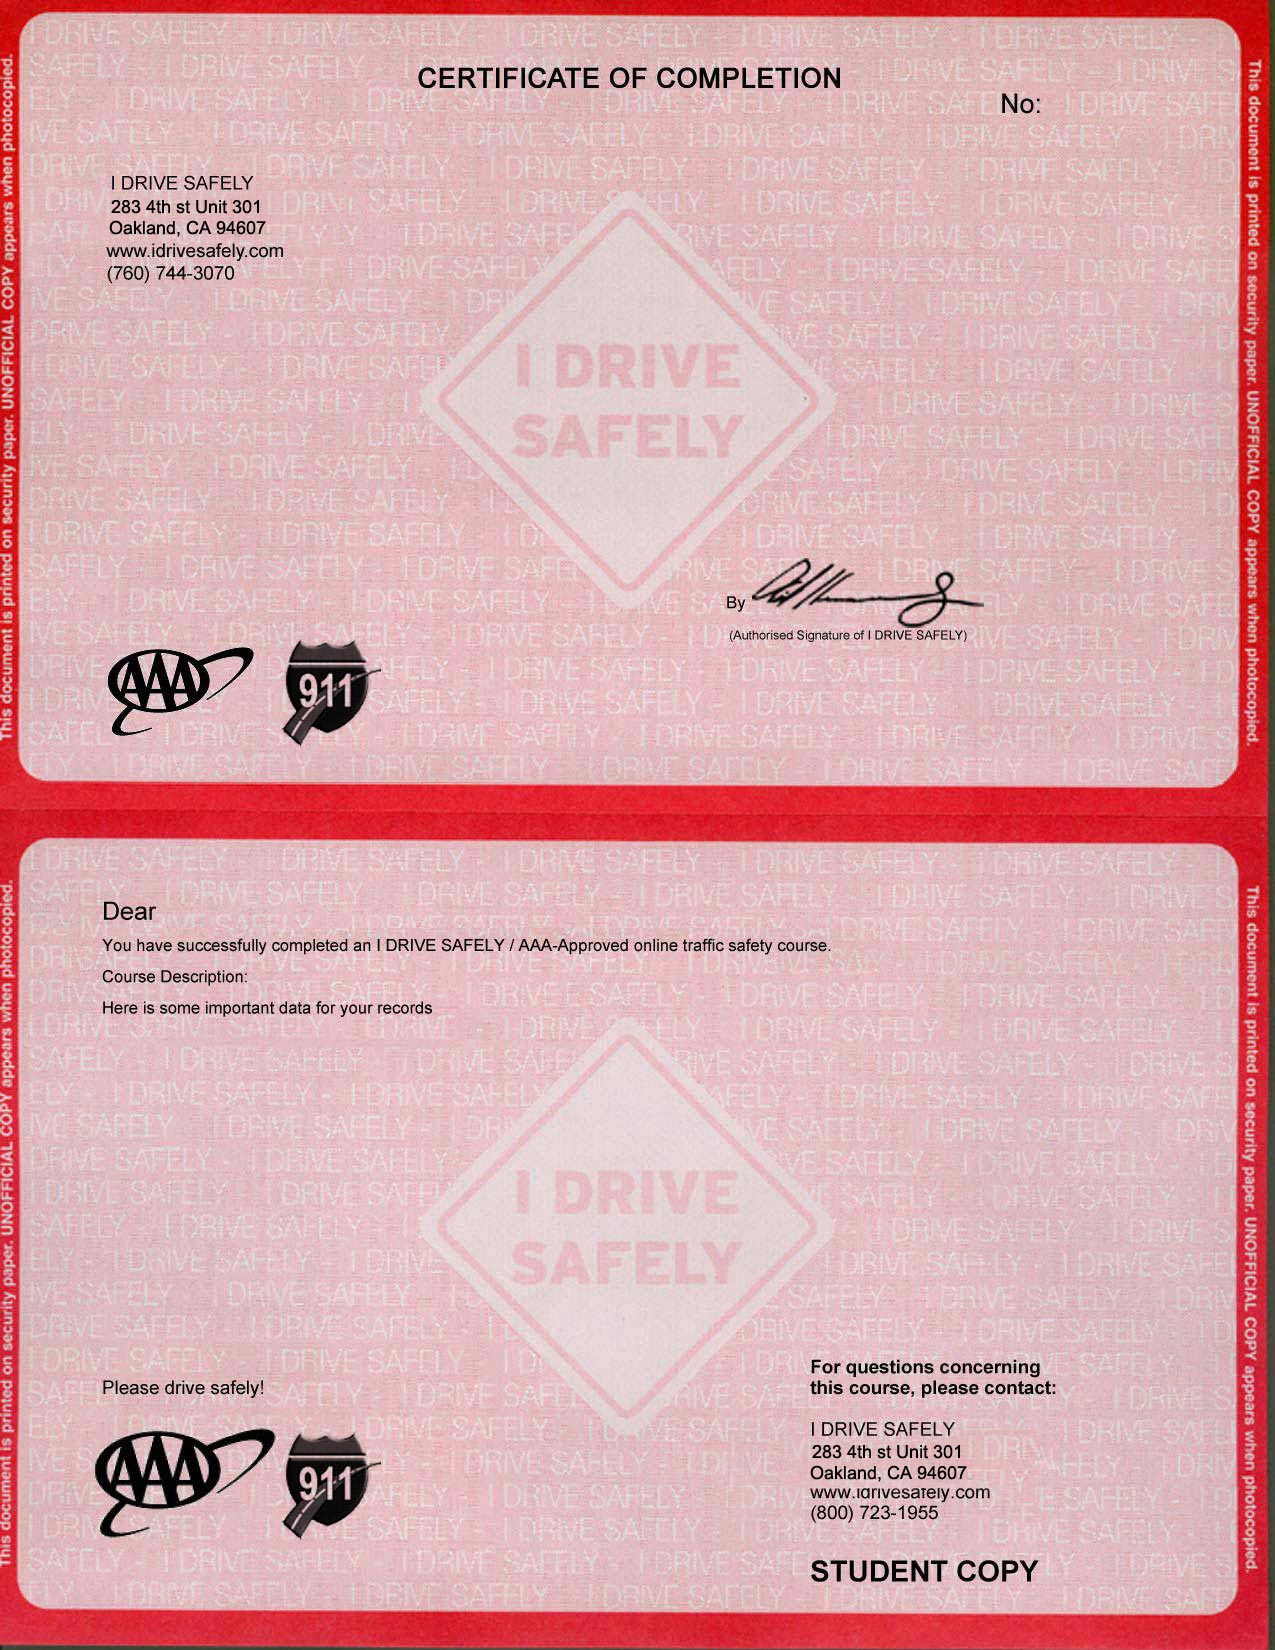 CERTIFICATE OF COMPLETION
No:
I DRIVE SAFELY
283 4th st Unit 301
Oakland, CA 94607
www.idrivesafely.com
(760) 744-3070
I DRIVE
SAFELY
By
(Authorised Signature of I DRIVE SAFELY)
AAA
911
This document is printed on security paper. UNOFFICIAL COPY appears when photocopied.
This document is printed on security paper. UNOFFICIAL COPY appears when photocopied.
Dear
You have successfully completed an I DRIVE SAFELY / AAA-Approved online traffic safety course.
Course Description:
Here is some important data for your records
I DRIVE
SAFELY
Please drive safely!
AAA
911
For questions concerning
this course, please contact:
I DRIVE SAFELY
283 4th st Unit 301
Oakland, CA 94607
www.idrivesafely.com
(800) 723-1955
STUDENT COPY
This document is printed on security paper. UNOFFICIAL COPY appears when photocopied.
This document is printed on security paper. UNOFFICIAL COPY appears when photocopied.